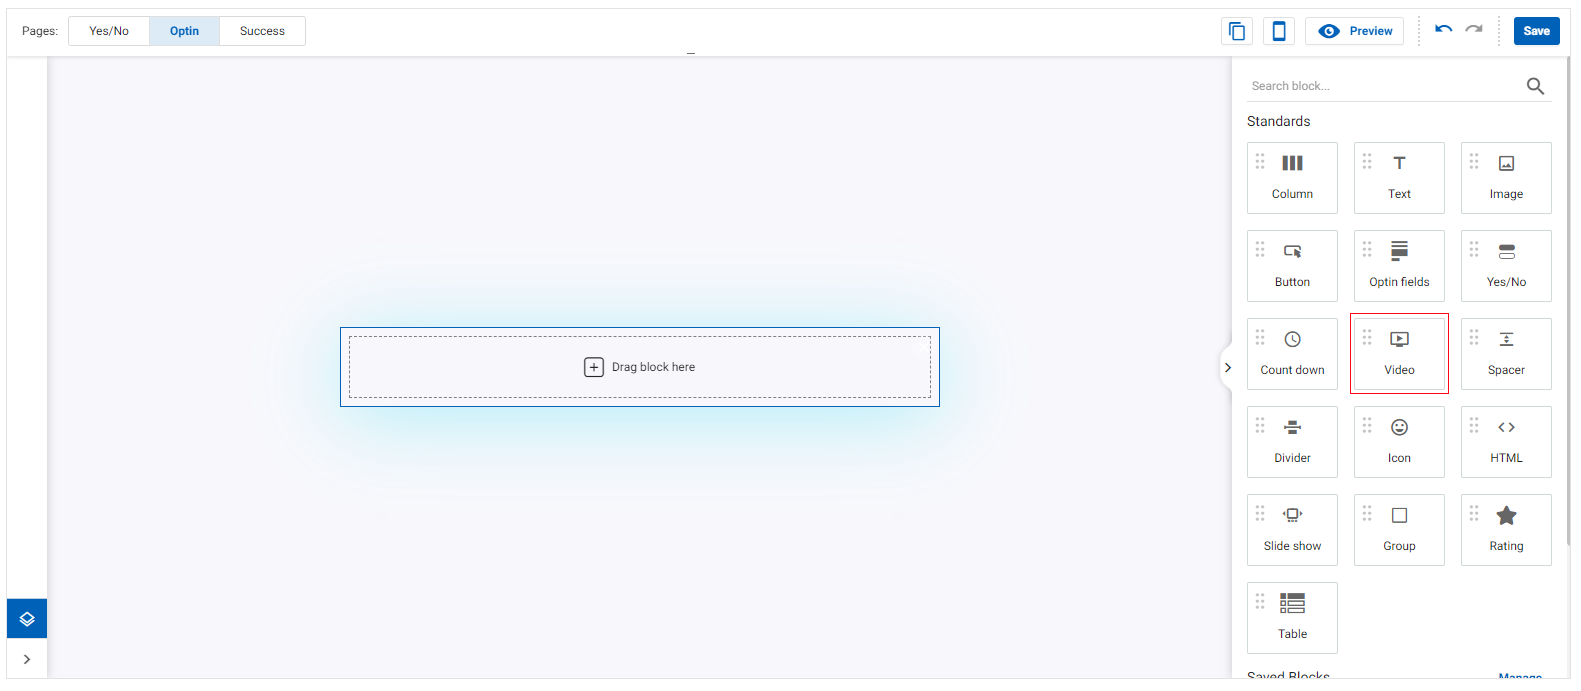 Pages: Yes/No Optin Success Preview Save
Search block...
Standards
Column Text Image
Button Optin fields Yes/No
Drag block here
Count down Video Spacer
Divider Icon HTML
Slide show Group Rating
Table
Saved Blocks Manage